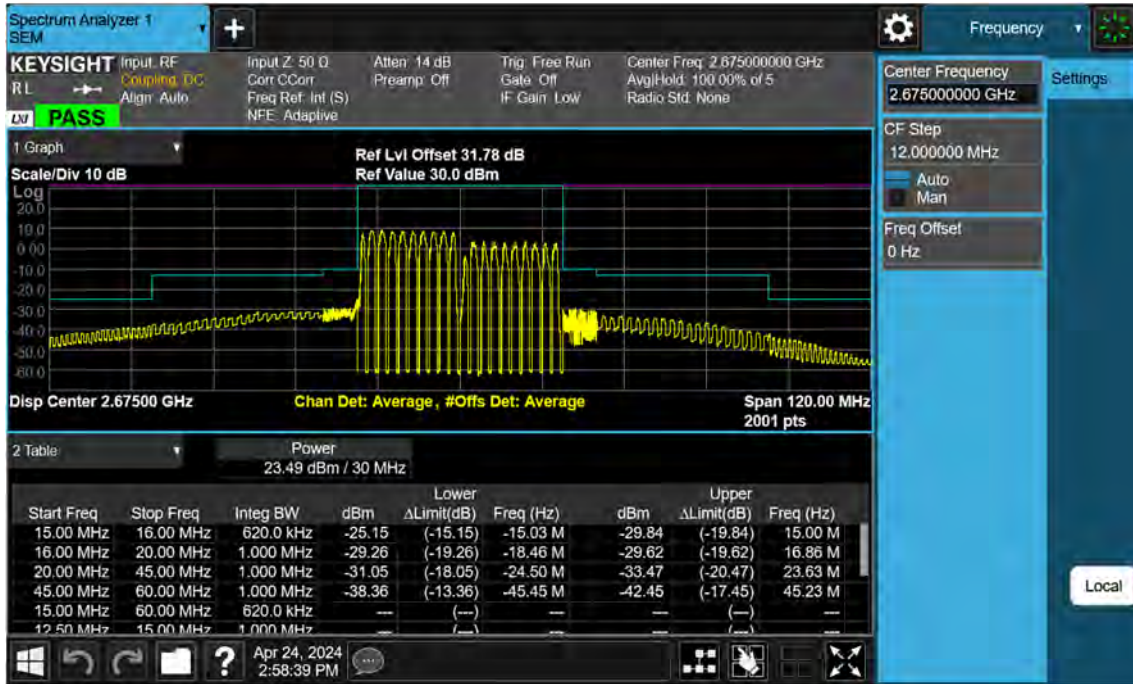 Spectrum Analyzer 1
SEM
+
Frequency
KEYSIGHT
RL
LXI PASS
Input: RF
Coupling: DC
Align: Auto
Input Z: 50 Ω
Corr CCorr
Freq Ref: Int (S)
NFE: Adaptive
Atten: 14 dB
Preamp: Off
Trig: Free Run
Gate: Off
IF Gain: Low
Center Freq: 2.675000000 GHz
Avg|Hold: 100.00% of 5
Radio Std: None
Center Frequency
2.675000000 GHz
Settings
CF Step
12.000000 MHz
Auto
Man
Freq Offset
0 Hz
1 Graph
Scale/Div 10 dB
Ref Lvl Offset 31.78 dB
Ref Value 30.0 dBm
Log
20.0
10.0
0.00
-10.0
-20.0
-30.0
-40.0
-50.0
-60.0
Disp Center 2.67500 GHz
Chan Det: Average, #Offs Det: Average
Span 120.00 MHz
2001 pts
2 Table
Power
23.49 dBm / 30 MHz
Lower Upper
Start Freq Stop Freq Integ BW dBm ΔLimit(dB) Freq (Hz) dBm ΔLimit(dB) Freq (Hz)
15.00 MHz 16.00 MHz 620.0 kHz -25.15 (-15.15) -15.03 M -29.84 (-19.84) 15.00 M
16.00 MHz 20.00 MHz 1.000 MHz -29.26 (-19.26) -18.46 M -29.62 (-19.62) 16.86 M
20.00 MHz 45.00 MHz 1.000 MHz -31.05 (-18.05) -24.50 M -33.47 (-20.47) 23.63 M
45.00 MHz 60.00 MHz 1.000 MHz -38.36 (-13.36) -45.45 M -42.45 (-17.45) 45.23 M
15.00 MHz 60.00 MHz 620.0 kHz --- (---) --- --- (---) ---
12.50 MHz 15.00 MHz 1.000 MHz --- (---) --- --- (---) ---
Local
?
Apr 24, 2024
2:58:39 PM